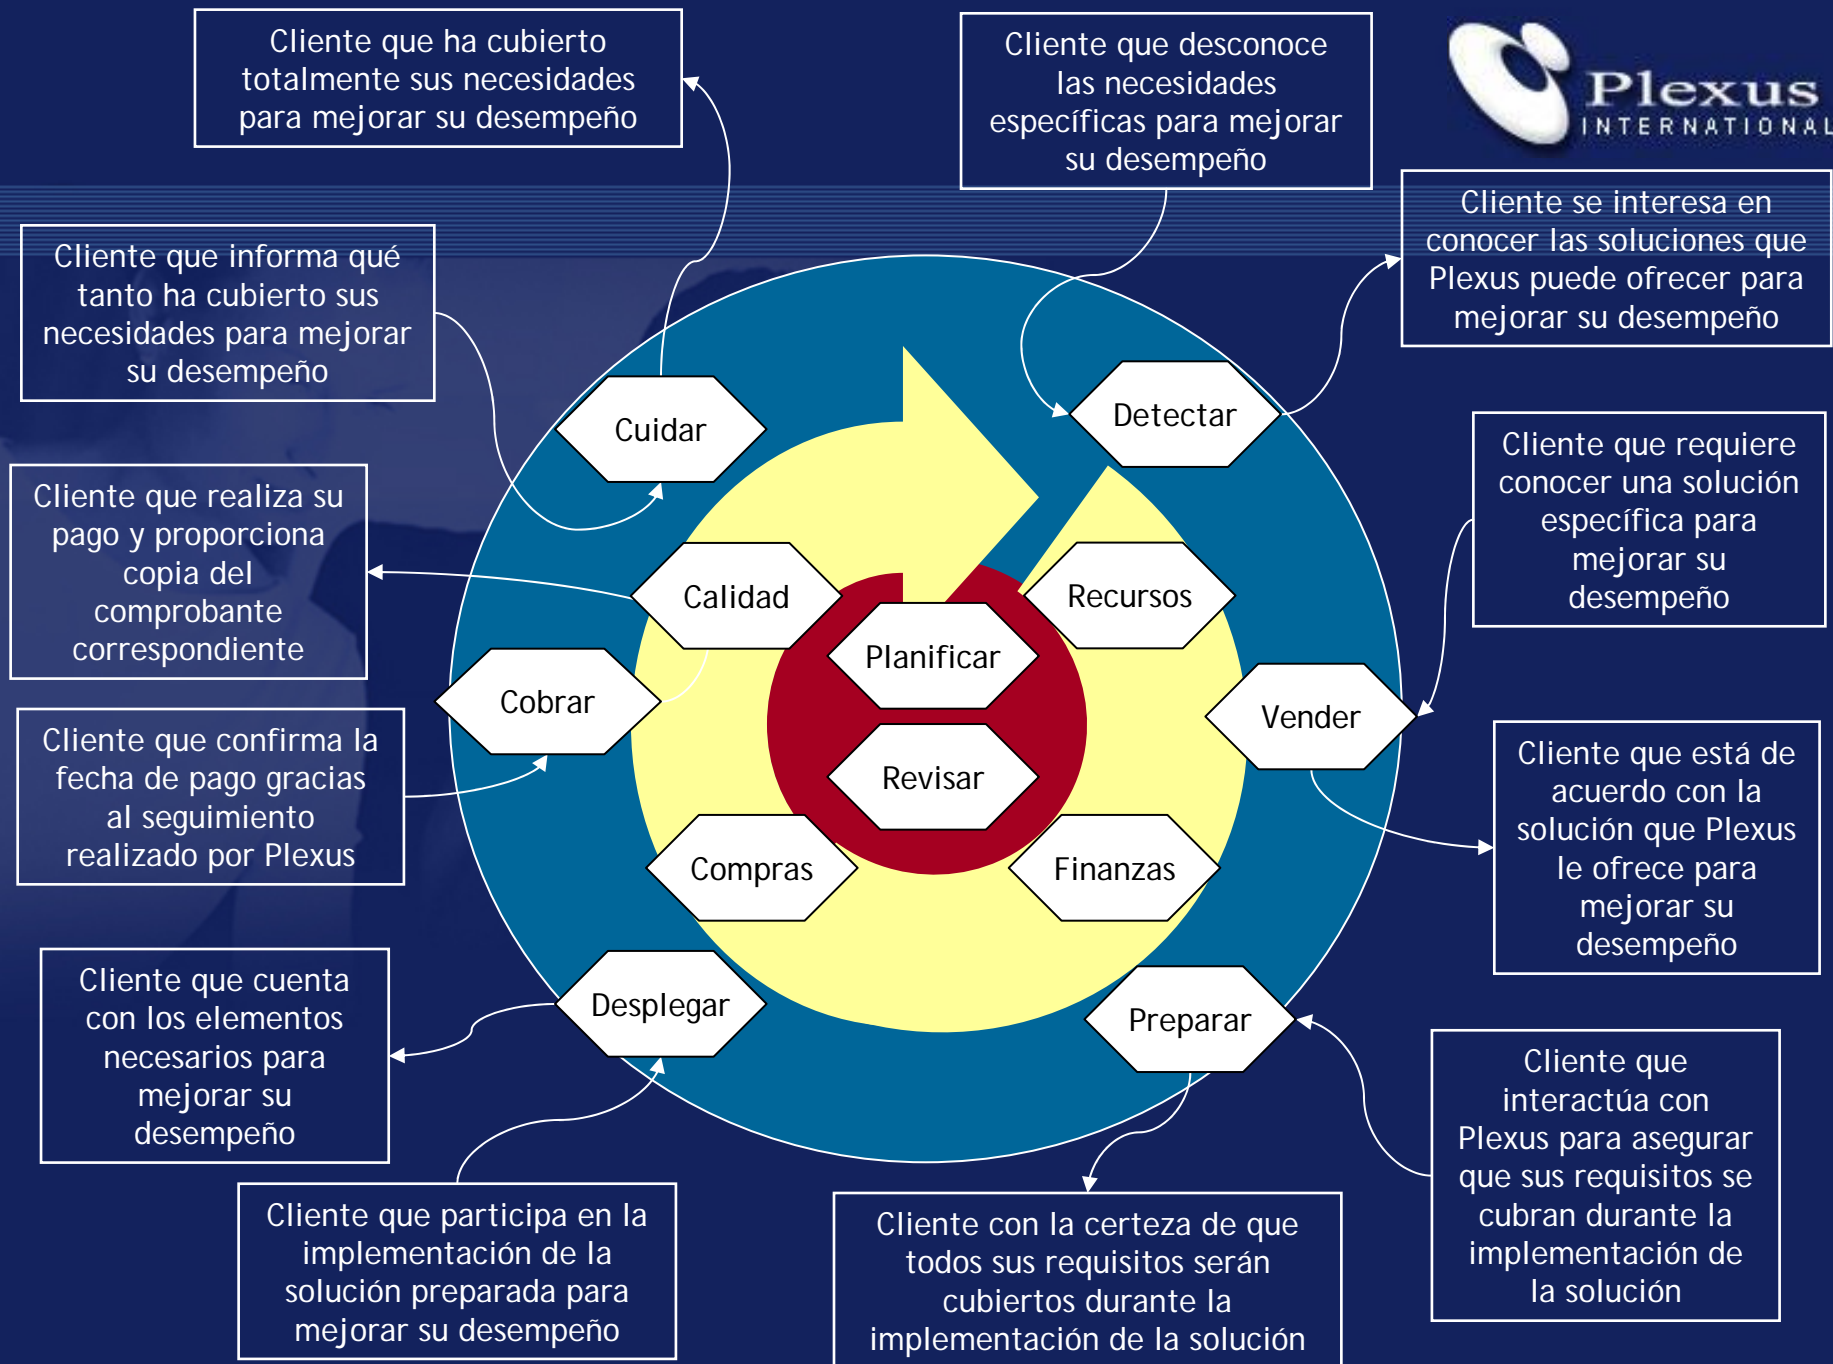 Cliente que ha cubierto
totalmente sus necesidades
para mejorar su desempeño
Cliente que desconoce
las necesidades
específicas para mejorar
su desempeño
Plexus
INTERNATIONAL
Cliente se interesa en
conocer las soluciones que
Plexus puede ofrecer para
mejorar su desempeño
Cliente que informa qué
tanto ha cubierto sus
necesidades para mejorar
su desempeño
Cuidar
Detectar
Cliente que requiere
conocer una solución
específica para
mejorar su
desempeño
Cliente que realiza su
pago y proporciona
copia del
comprobante
correspondiente
Calidad
Recursos
Planificar
Cobrar
Vender
Cliente que confirma la
fecha de pago gracias
al seguimiento
realizado por Plexus
Revisar
Cliente que está de
acuerdo con la
solución que Plexus
le ofrece para
mejorar su
desempeño
Compras
Finanzas
Cliente que cuenta
con los elementos
necesarios para
mejorar su
desempeño
Desplegar
Preparar
Cliente que
interactúa con
Plexus para asegurar
que sus requisitos se
cubran durante la
implementación de
la solución
Cliente que participa en la
implementación de la
solución preparada para
mejorar su desempeño
Cliente con la certeza de que
todos sus requisitos serán
cubiertos durante la
implementación de la solución